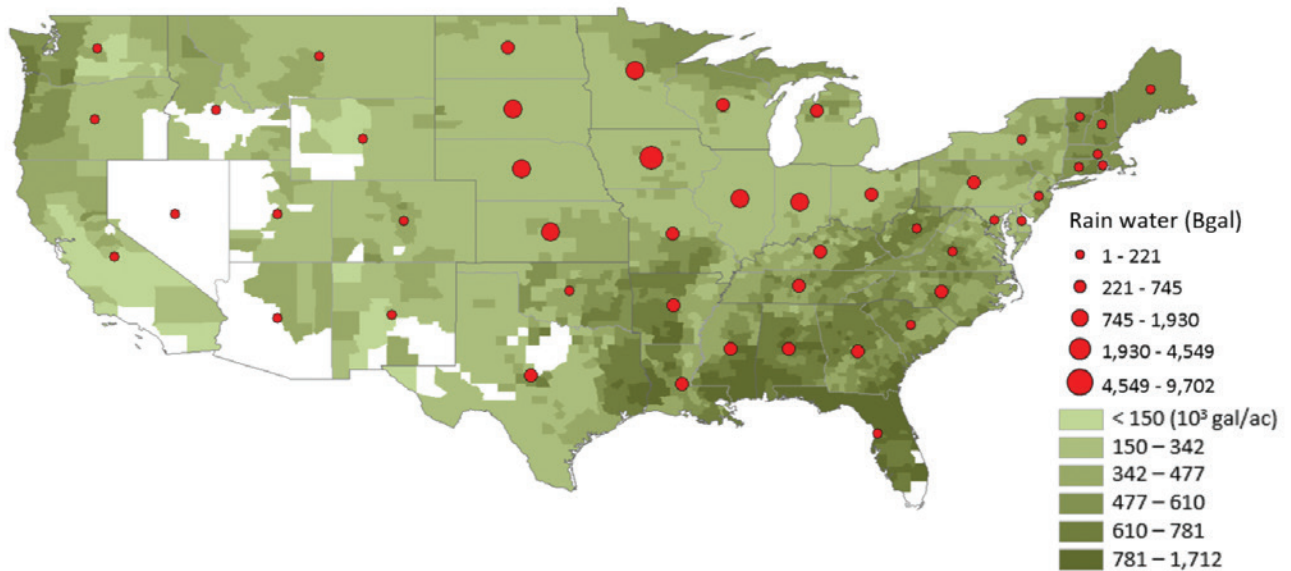 Rain water (Bgal)
1 - 221
221 - 745
745 - 1,930
1,930 - 4,549
4,549 - 9,702
< 150 (10³ gal/ac)
150 – 342
342 – 477
477 – 610
610 – 781
781 – 1,712